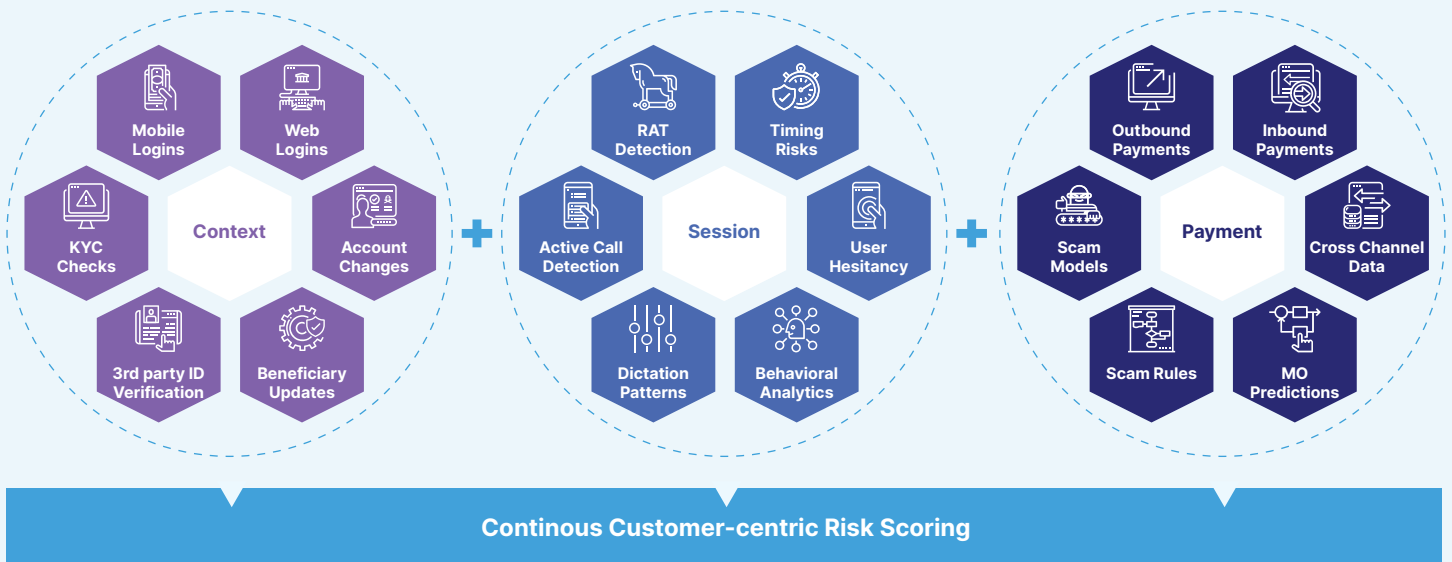 Mobile
Logins
Web
Logins
KYC
Checks
Context
Account
Changes
3rd party ID
Verification
Beneficiary
Updates
RAT
Detection
Timing
Risks
Active Call
Detection
Session
User
Hesitancy
Dictation
Patterns
Behavioral
Analytics
Outbound
Payments
Inbound
Payments
Scam
Models
Payment
Cross Channel
Data
Scam Rules
MO
Predictions
Continous Customer-centric Risk Scoring